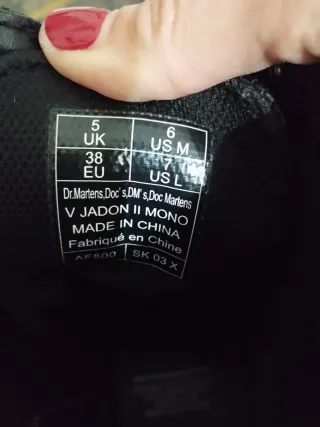 5 6
UK US M
38 7
EU US L
Dr.Martens,Doc's,DM's,Doc Martens
V JADON II MONO
MADE IN CHINA
Fabriqué en Chine
AF500 SK 03 X